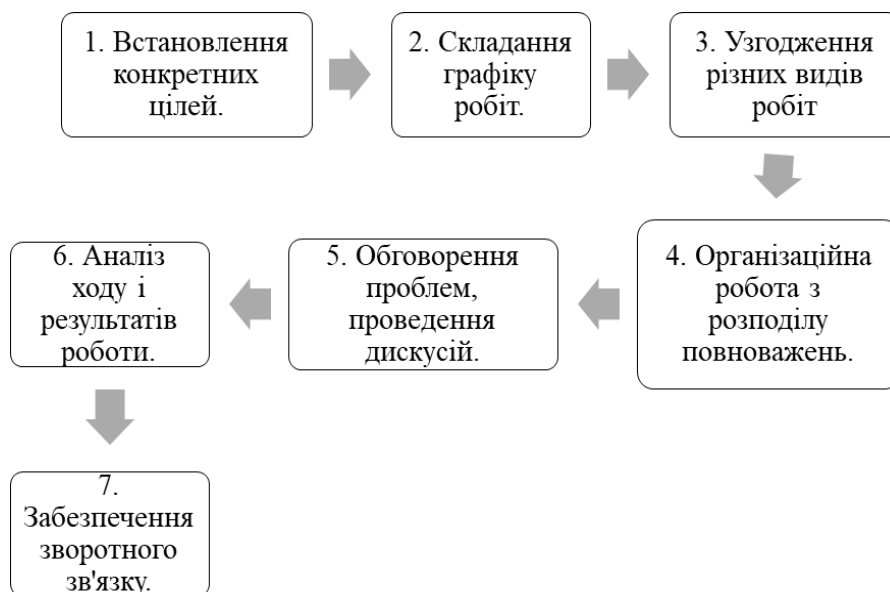 1. Встановлення
конкретних
цілей.
2. Складання
графіку
робіт.
3. Узгодження
різних видів
робіт
4. Організаційна
робота з
розподілу
повноважень.
5. Обговорення
проблем,
проведення
дискусій.
6. Аналіз
ходу і
результатів
роботи.
7.
Забезпечення
зворотного
зв'язку.